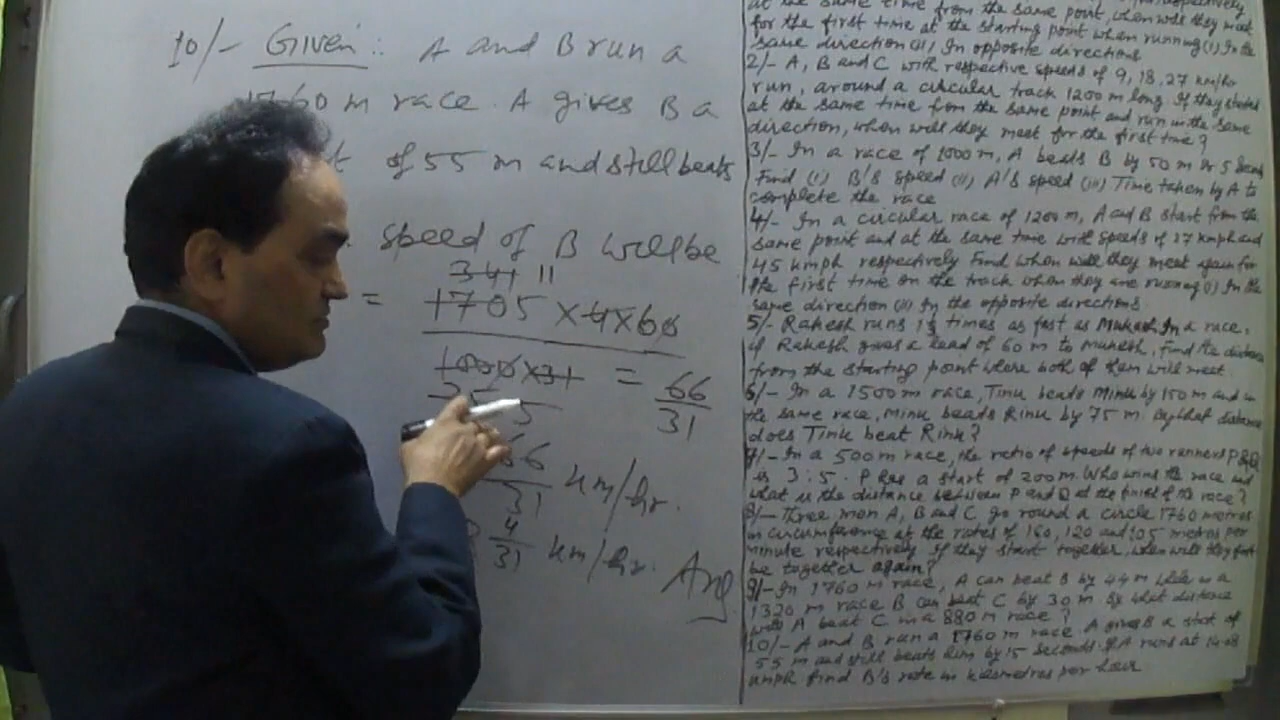 10/- Given:: A and B run a
1760 m race. A gives B a
of 55 m and still beats
speed of B will be
341 11
= 1705 × 4 × 60
1000 × 31 = 66
25 5 31
66
31 km/hr.
4
31 km/hr. Ans
at the same time from the same point, when will they meet
for the first time at the starting point when running (i) In the
same direction (ii) In opposite directions
2/- A, B and C with respective speeds of 9, 18, 27 km/hr
run, around a circular track 1200 m long. If they started
at the same time from the same point and run in the same
direction, when will they meet for the first time?
3/- In a race of 1000 m, A beats B by 50 m or 5 seconds
Find (i) B's speed (ii) A's speed (iii) Time taken by A to
complete the race
4/- In a circular race of 1200 m, A and B start from the
same point and at the same time with speeds of 27 kmph and
45 kmph respectively Find when will they meet again for
the first time on the track when they are running (i) In the
same direction (ii) In the opposite directions
5/- Rakesh runs times as fast as Mukesh. In a race,
if Rakesh gives a lead of 60 m to Mukesh, find the distance
from the starting point where both of them will meet.
6/- In a 1500 m race, Tinu beats Minu by 150 m and in
the same race, Minu beats Rinu by 75 m. By what distance
does Tinu beat Rinu?
7/- In a 500 m race, the ratio of speeds of two runners P & Q
is 3:5. P has a start of 200 m. Who wins the race and
what is the distance between P and Q at the finish of the race?
8/- Three men A, B and C go round a circle 1760 metres
in circumference at the rates of 160, 120 and 105 metres per
minute respectively If they start together, when will they first
be together again?
9/- In 1760 m race, A can beat B by 44 m while in a
1320 m race B can beat C by 30 m By what distance
will A beat C in a 880 m race?
10/- A and B run a 1760 m race. A gives B a start of
55 m and still beats him by 15 seconds. If A runs at
kmph find B's rate in kilometres per hour